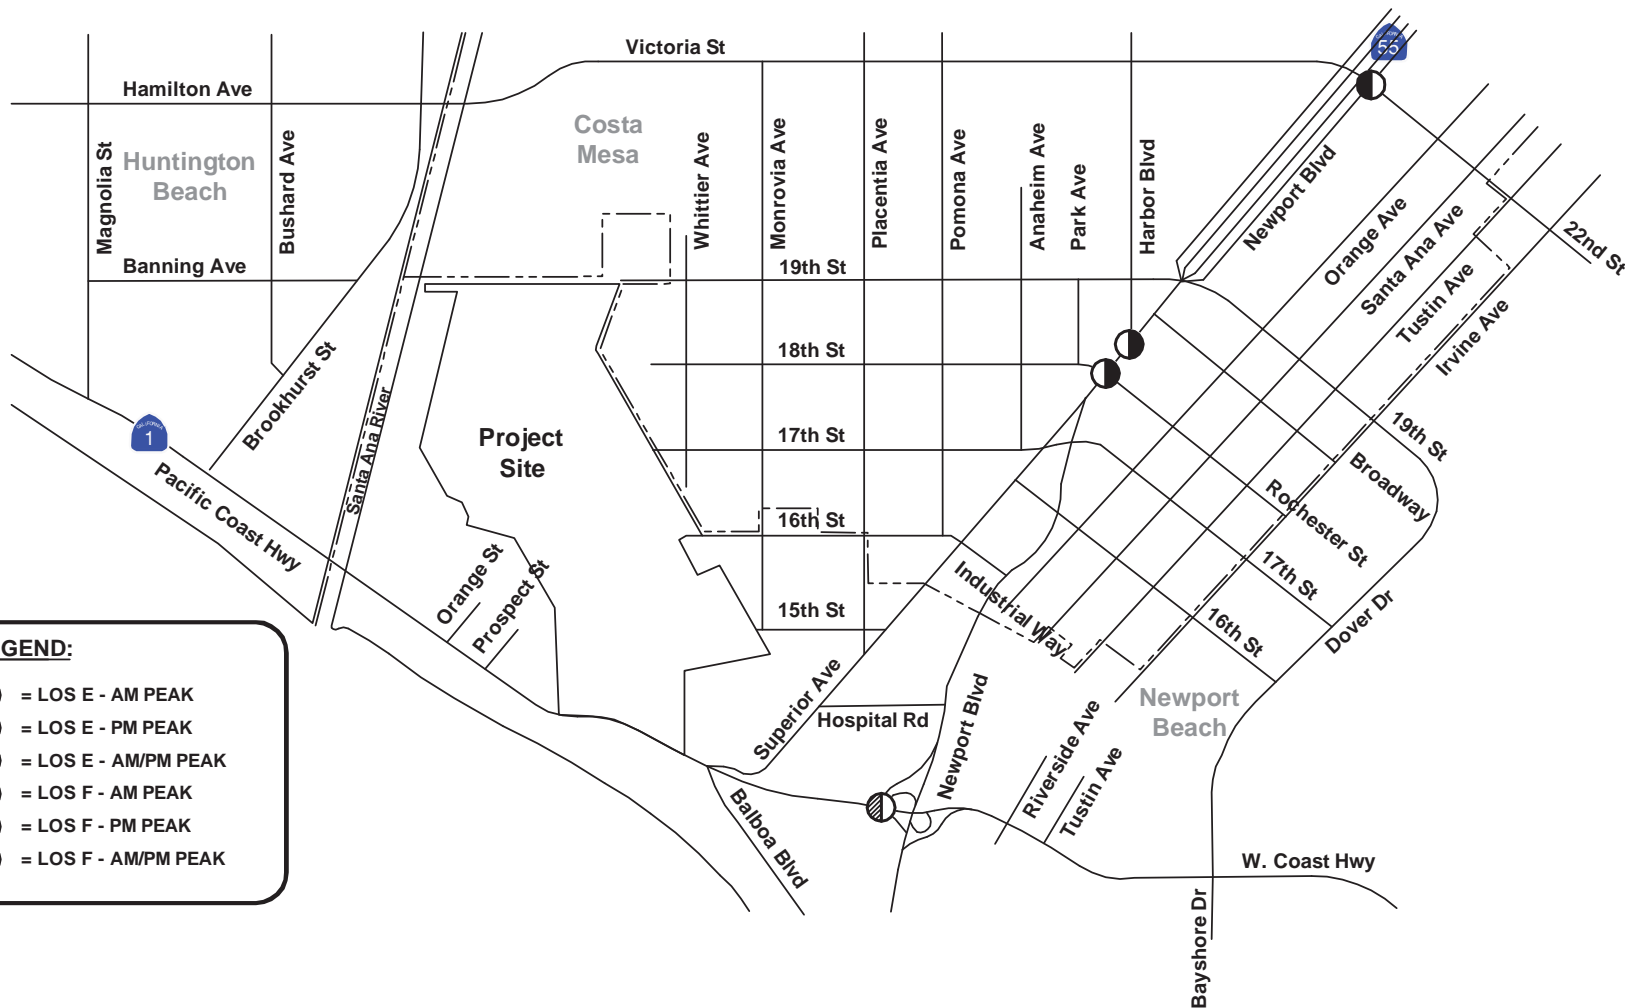 Victoria St
55
Hamilton Ave
Costa
Mesa
Huntington
Beach
Magnolia St
Bushard Ave
Whittier Ave
Monrovia Ave
Placentia Ave
Pomona Ave
Anaheim Ave
Park Ave
Harbor Blvd
Newport Blvd
Orange Ave
Santa Ana Ave
Tustin Ave
Irvine Ave
22nd St
Banning Ave
19th St
18th St
17th St
16th St
15th St
Brookhurst St
Santa Ana River
1
Pacific Coast Hwy
Project
Site
Orange St
Prospect St
19th St
Broadway
Rochester St
17th St
16th St
Dover Dr
Industrial Way
Superior Ave
Hospital Rd
Newport Blvd
Newport
Beach
Riverside Ave
Tustin Ave
Balboa Blvd
W. Coast Hwy
Bayshore Dr
GEND:
= LOS E - AM PEAK
= LOS E - PM PEAK
= LOS E - AM/PM PEAK
= LOS F - AM PEAK
= LOS F - PM PEAK
= LOS F - AM/PM PEAK